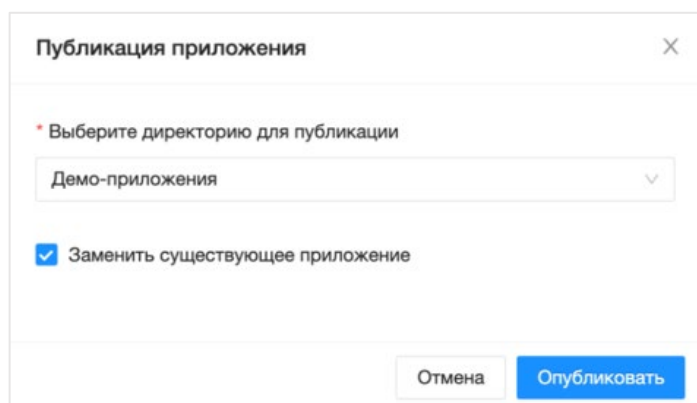 Публикация приложения
* Выберите директорию для публикации
Демо-приложения
Заменить существующее приложение
Отмена
Опубликовать